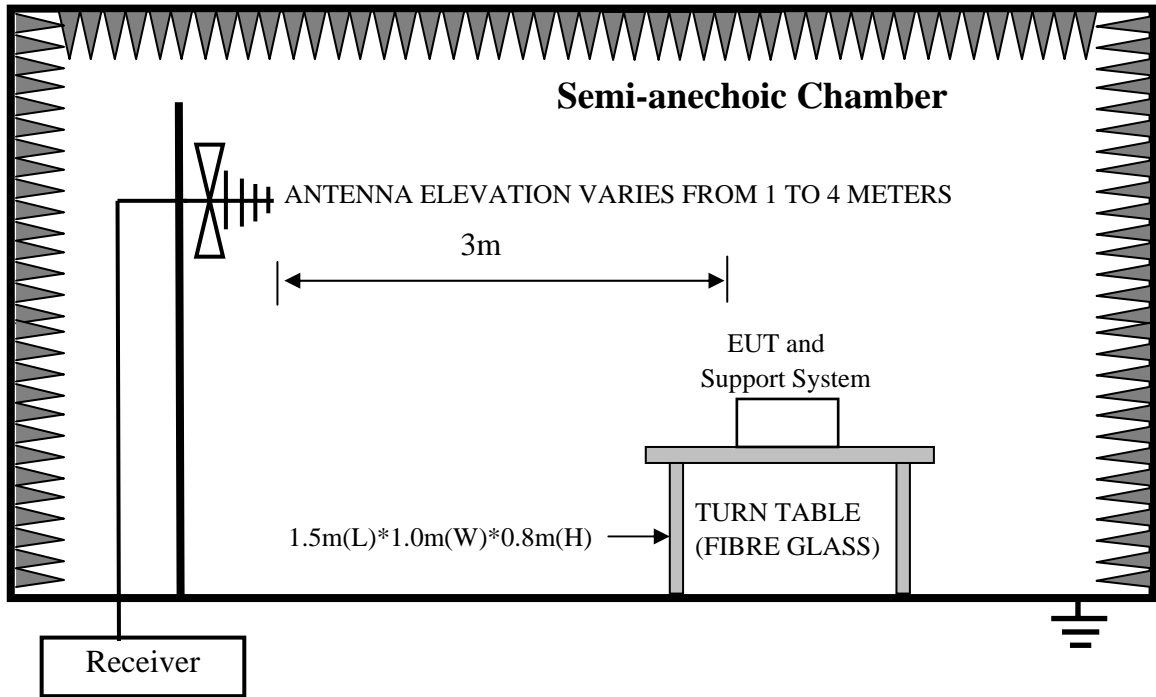 Semi-anechoic Chamber
ANTENNA ELEVATION VARIES FROM 1 TO 4 METERS
3m
EUT and
Support System
1.5m(L)*1.0m(W)*0.8m(H)
TURN TABLE
(FIBRE GLASS)
Receiver